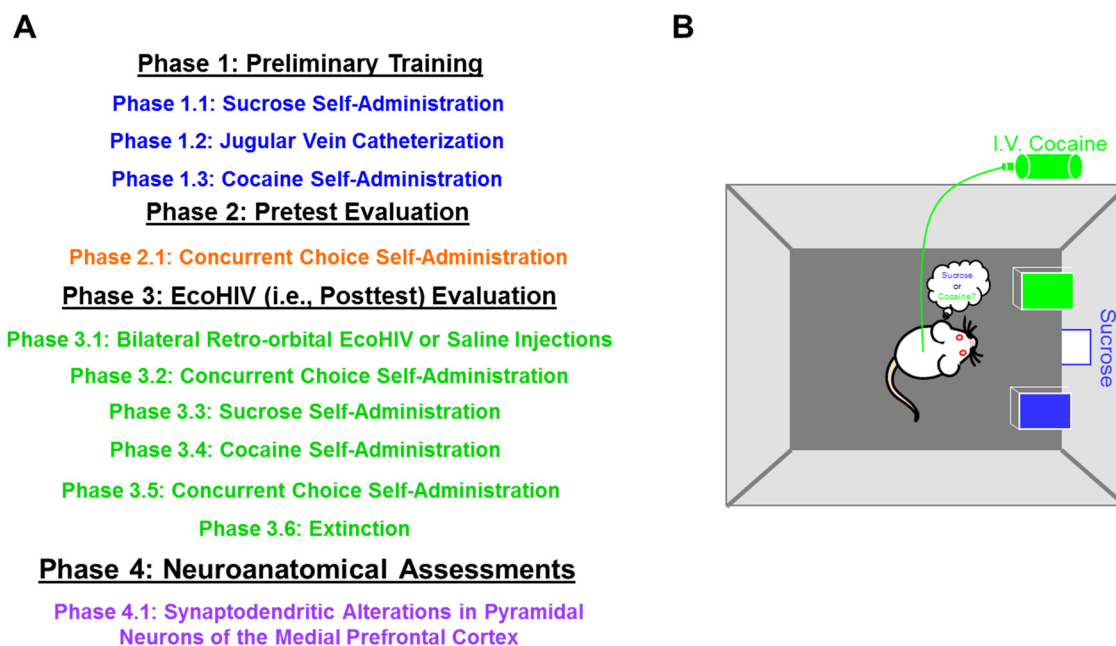 A
Phase 1: Preliminary Training
Phase 1.1: Sucrose Self-Administration
Phase 1.2: Jugular Vein Catheterization
Phase 1.3: Cocaine Self-Administration
Phase 2: Pretest Evaluation
Phase 2.1: Concurrent Choice Self-Administration
Phase 3: EcoHIV (i.e., Posttest) Evaluation
Phase 3.1: Bilateral Retro-orbital EcoHIV or Saline Injections
Phase 3.2: Concurrent Choice Self-Administration
Phase 3.3: Sucrose Self-Administration
Phase 3.4: Cocaine Self-Administration
Phase 3.5: Concurrent Choice Self-Administration
Phase 3.6: Extinction
Phase 4: Neuroanatomical Assessments
Phase 4.1: Synaptodendritic Alterations in Pyramidal
Neurons of the Medial Prefrontal Cortex
B
I.V. Cocaine
Sucrose
or
Cocaine?
Sucrose